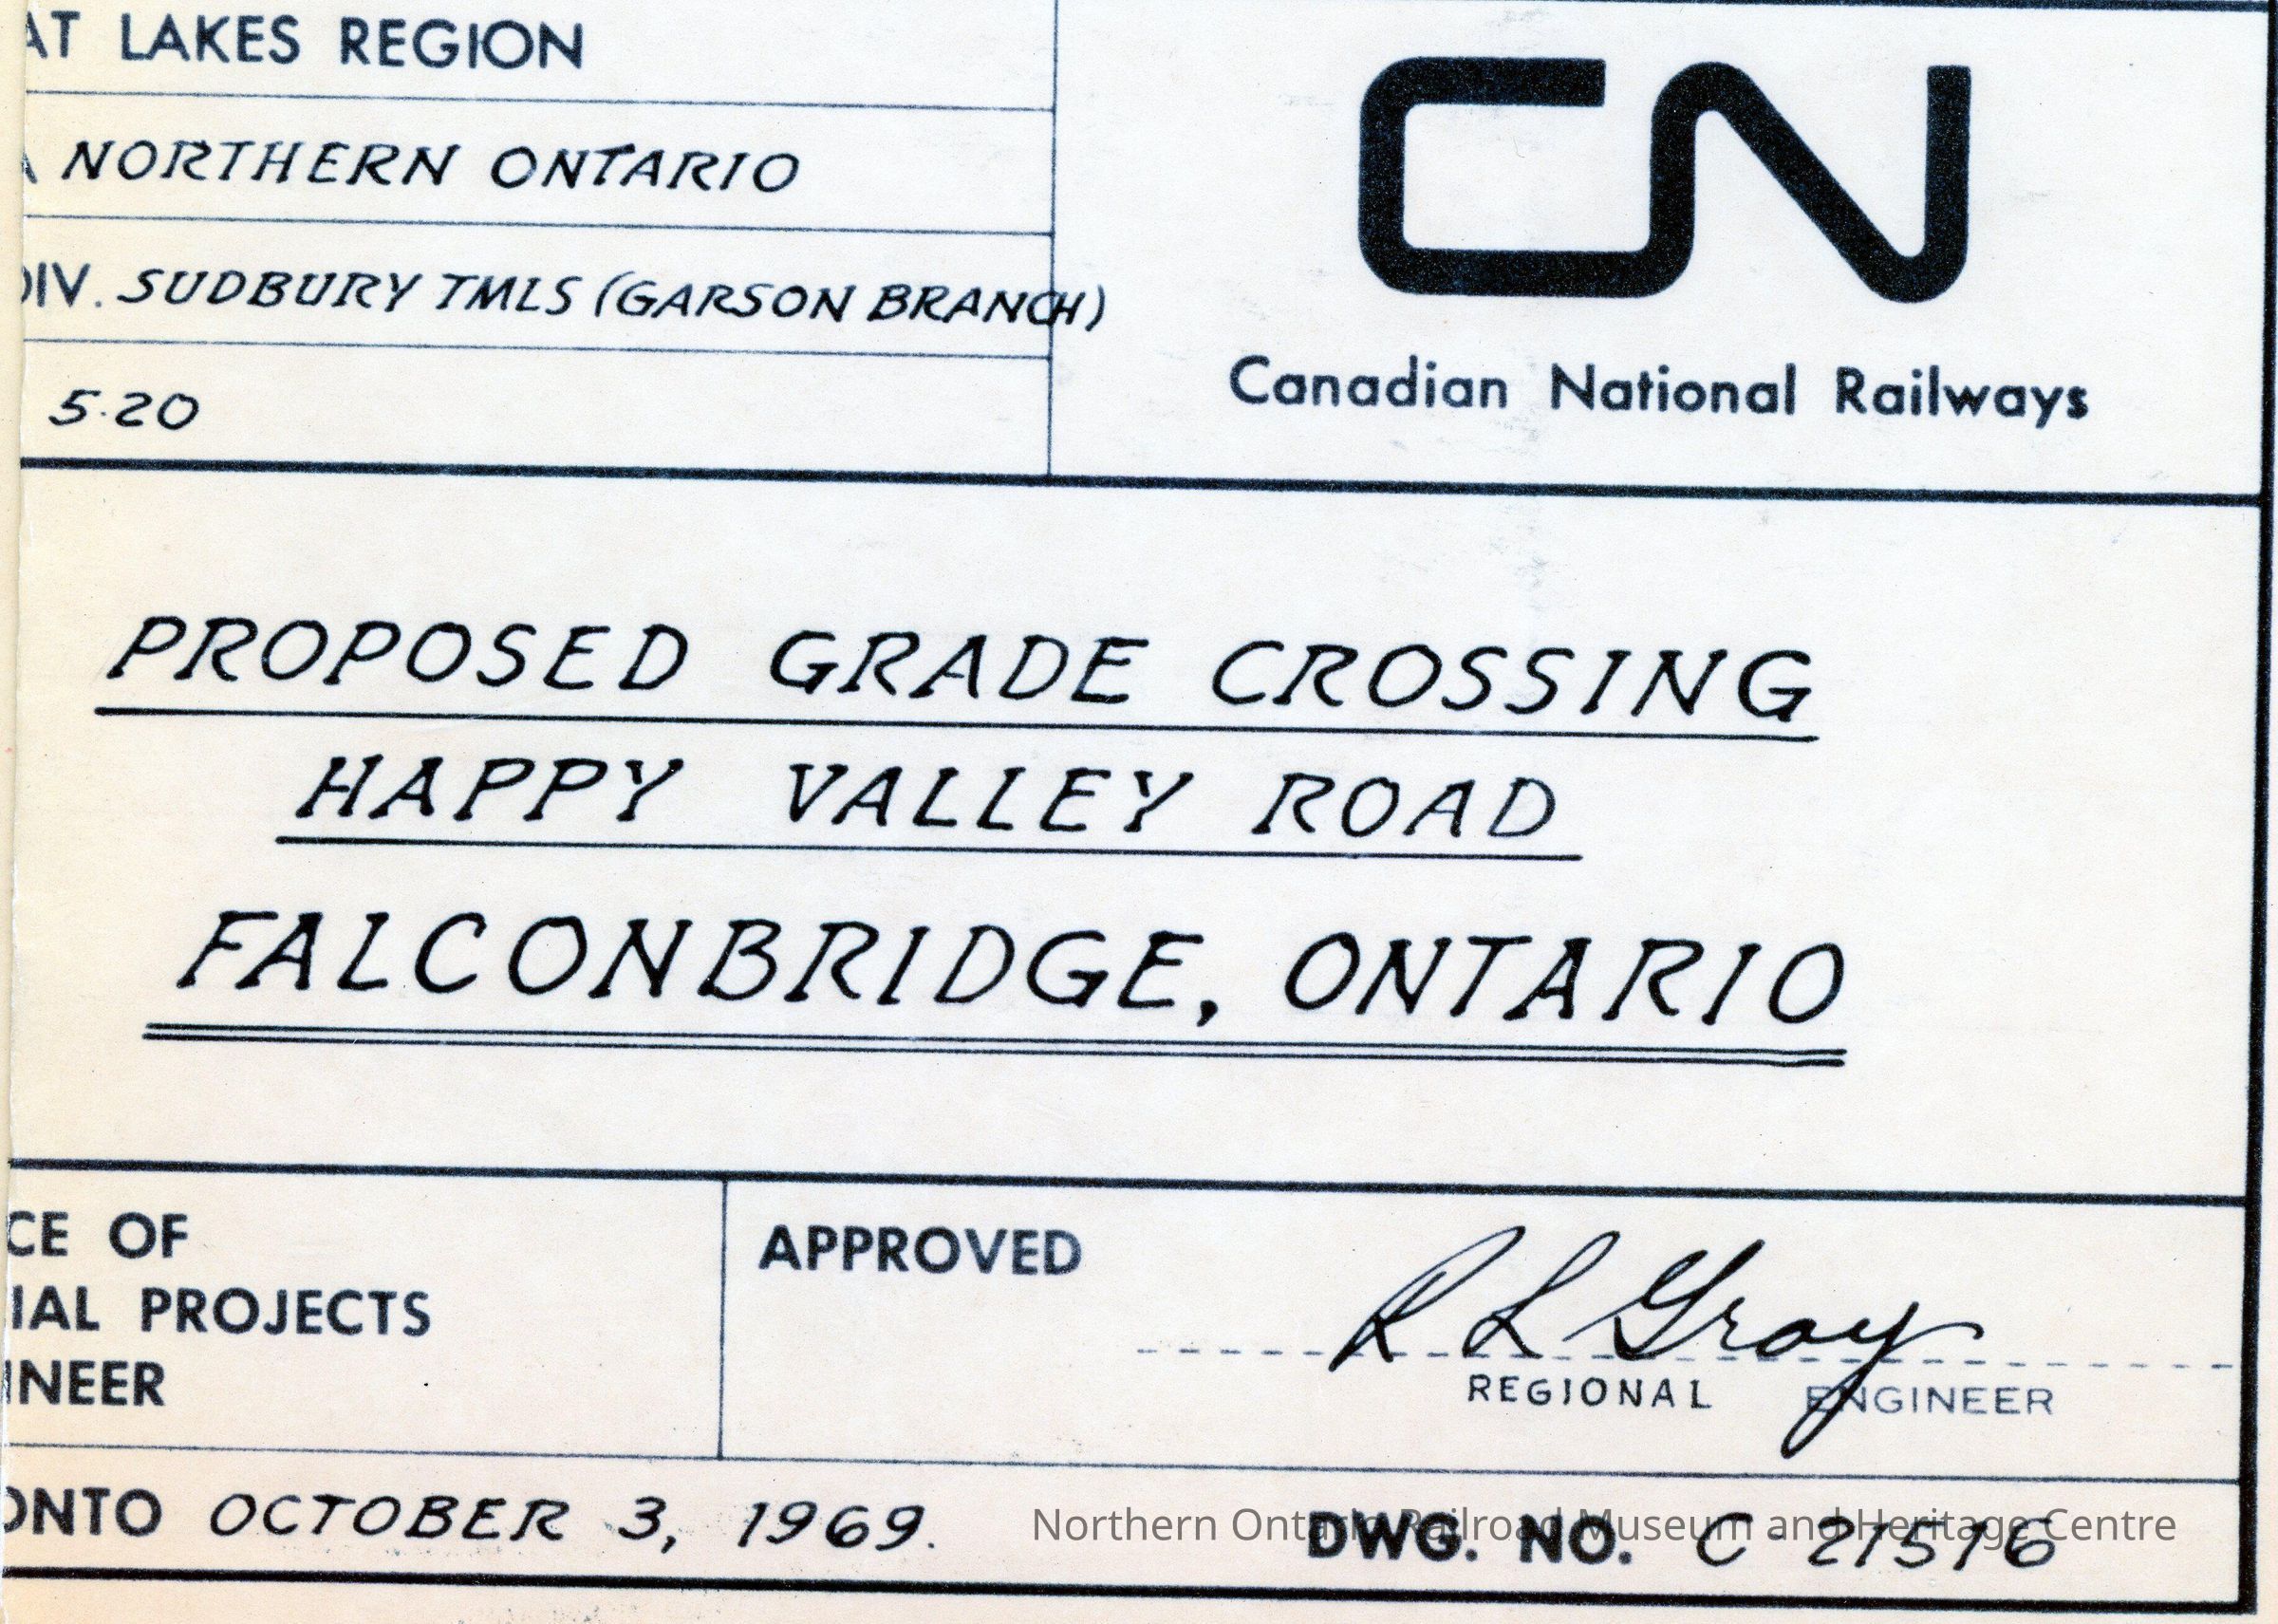 AT LAKES REGION
A NORTHERN ONTARIO
DIV. SUDBURY TMLS (GARSON BRANCH)
5.20
CN
Canadian National Railways
PROPOSED GRADE CROSSING
HAPPY VALLEY ROAD
FALCONBRIDGE, ONTARIO
CE OF
IAL PROJECTS
INEER
APPROVED
R L Gray
REGIONAL ENGINEER
ONTO OCTOBER 3, 1969.
DWG. NO. C-21516
Northern Ontario Railroad Museum and Heritage Centre